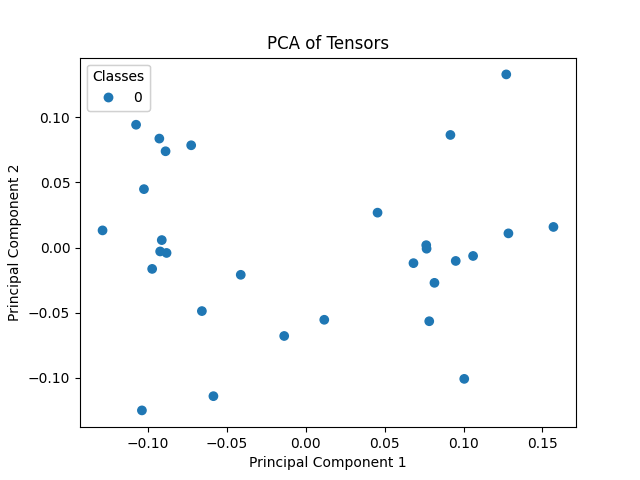 PCA of Tensors
Classes
0
0.10
0.05
0.00
−0.05
−0.10
Principal Component 2
−0.10 −0.05 0.00 0.05 0.10 0.15
Principal Component 1